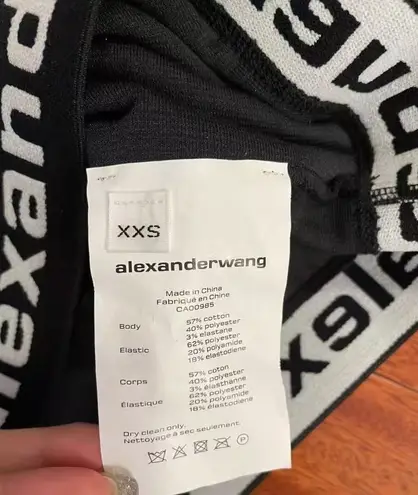 XXS
alexanderwang
Made in China
Fabriqué en Chine
CA00985
Body 57% cotton
40% polyester
3% elastane
Elastic 62% polyester
20% polyamide
18% elastodiene
Corps 57% coton
40% polyester
3% élasthanne
Élastique 62% polyester
20% polyamide
18% élastodiène
Dry clean only.
Nettoyage à sec seulement.
P